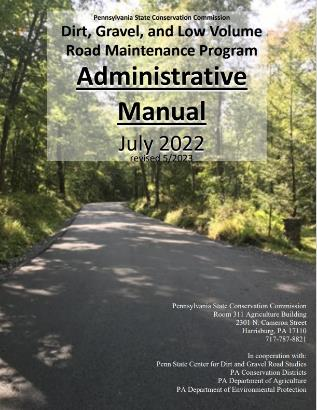 Pennsylvania State Conservation Commission
Dirt, Gravel, and Low Volume
Road Maintenance Program
Administrative
Manual
July 2022
revised 5/2023
Pennsylvania State Conservation Commission
Room 311 Agriculture Building
2301 N. Cameron Street
Harrisburg, PA 17110
717-787-8821
In cooperation with:
Penn State Center for Dirt and Gravel Road Studies
PA Conservation Districts
PA Department of Agriculture
PA Department of Environmental Protection